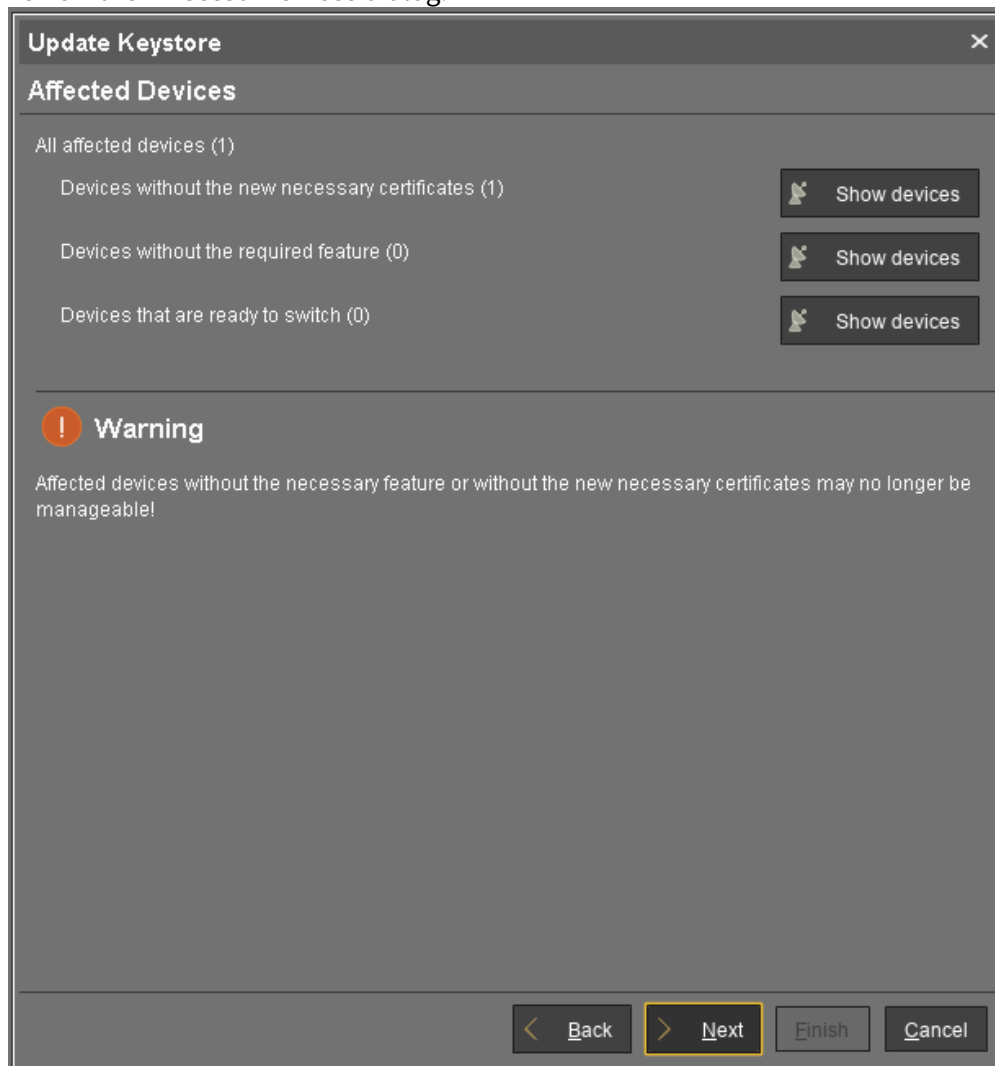 Update Keystore
Affected Devices
All affected devices (1)
Devices without the new necessary certificates (1)
Show devices
Devices without the required feature (0)
Show devices
Devices that are ready to switch (0)
Show devices
! Warning
Affected devices without the necessary feature or without the new necessary certificates may no longer be
manageable!
Back
Next
Finish
Cancel